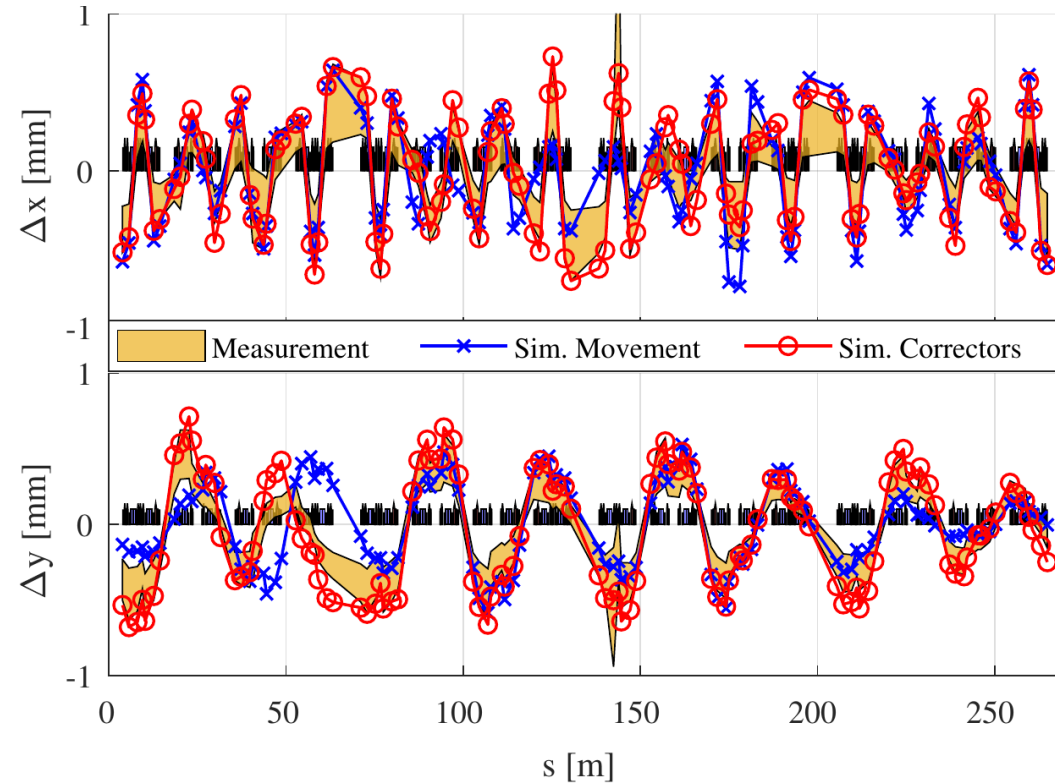 1
Δx [mm]
0
-1
Measurement Sim. Movement Sim. Correctors
1
Δy [mm]
0
-1
0 50 100 150 200 250
s [m]